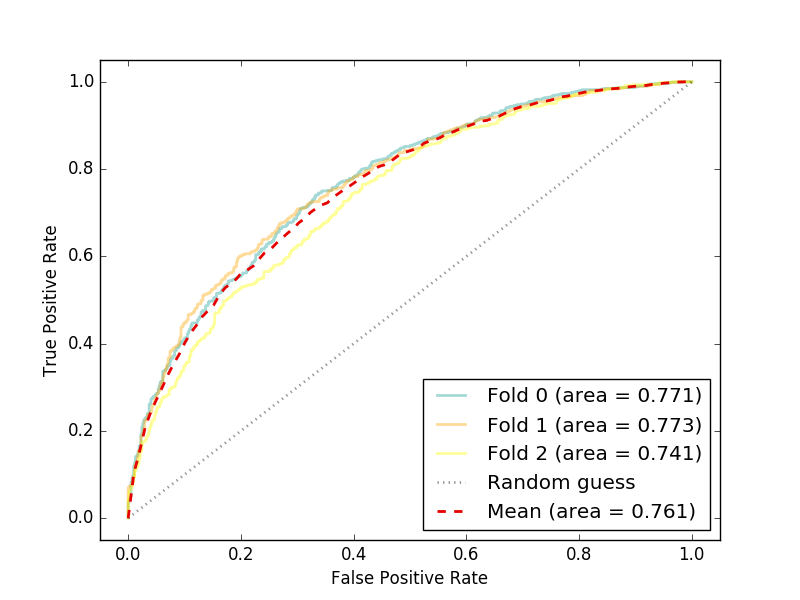 1.0
0.8
0.6
0.4
0.2
0.0
True Positive Rate
Fold 0 (area = 0.771)
Fold 1 (area = 0.773)
Fold 2 (area = 0.741)
Random guess
Mean (area = 0.761)
0.0 0.2 0.4 0.6 0.8 1.0
False Positive Rate